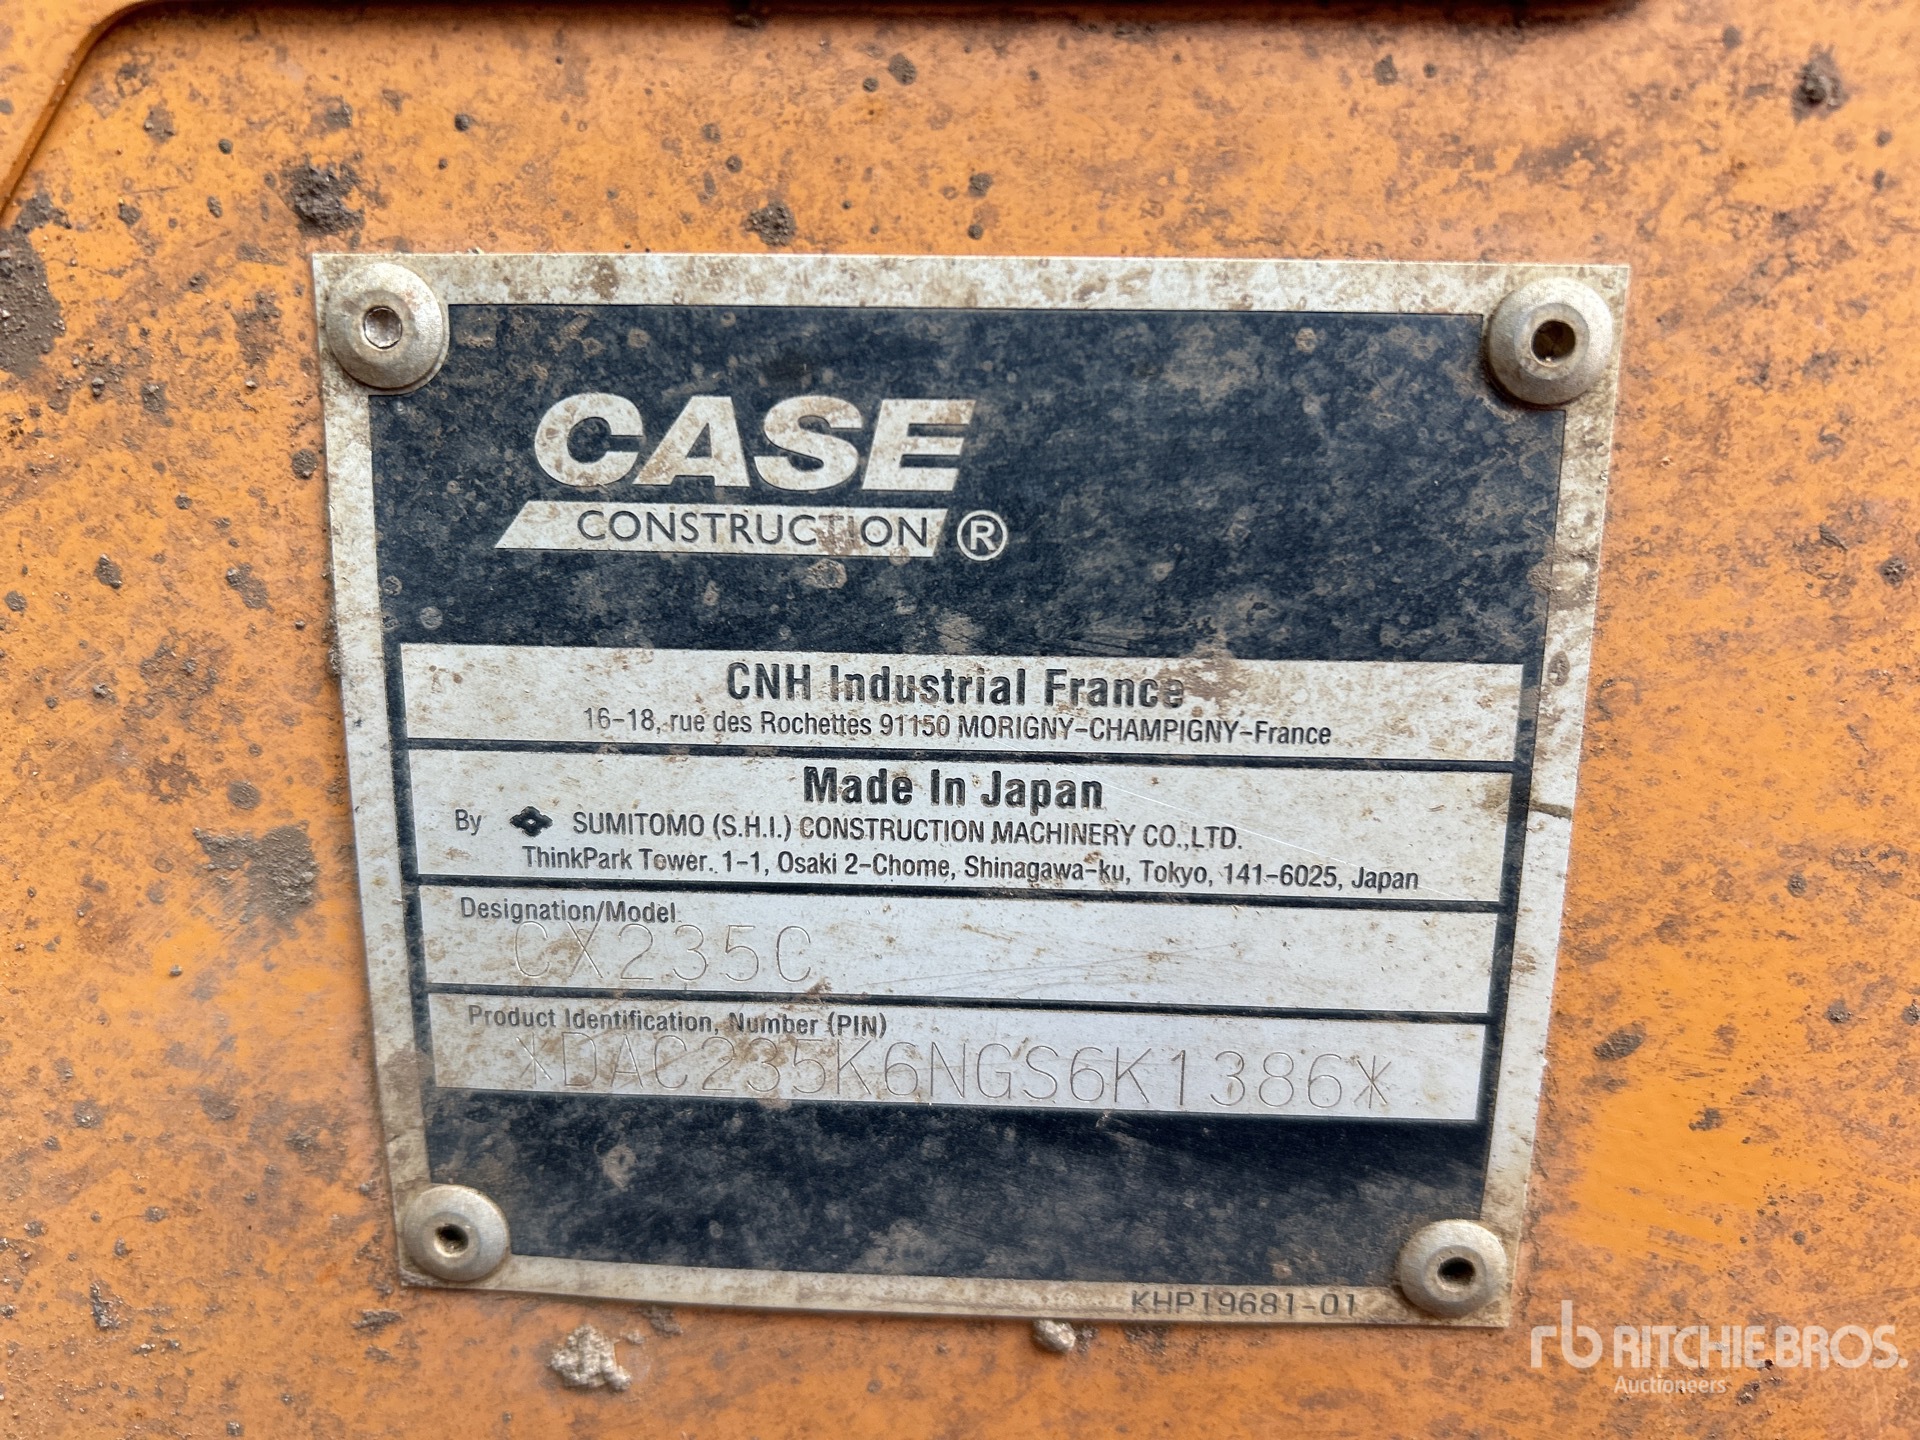 CASE
CONSTRUCTION ®
CNH Industrial France
16-18, rue des Rochettes 91150 MORIGNY-CHAMPIGNY-France
Made In Japan
By SUMITOMO (S.H.I.) CONSTRUCTION MACHINERY CO.,LTD.
ThinkPark Tower. 1-1, Osaki 2-Chome, Shinagawa-ku, Tokyo, 141-6025, Japan
Designation/Model
CX235C
Product Identification, Number (PIN)
*DAC235K6NGS6K1386*
KHP19681-01
rb RITCHIE BROS.
Auctioneers